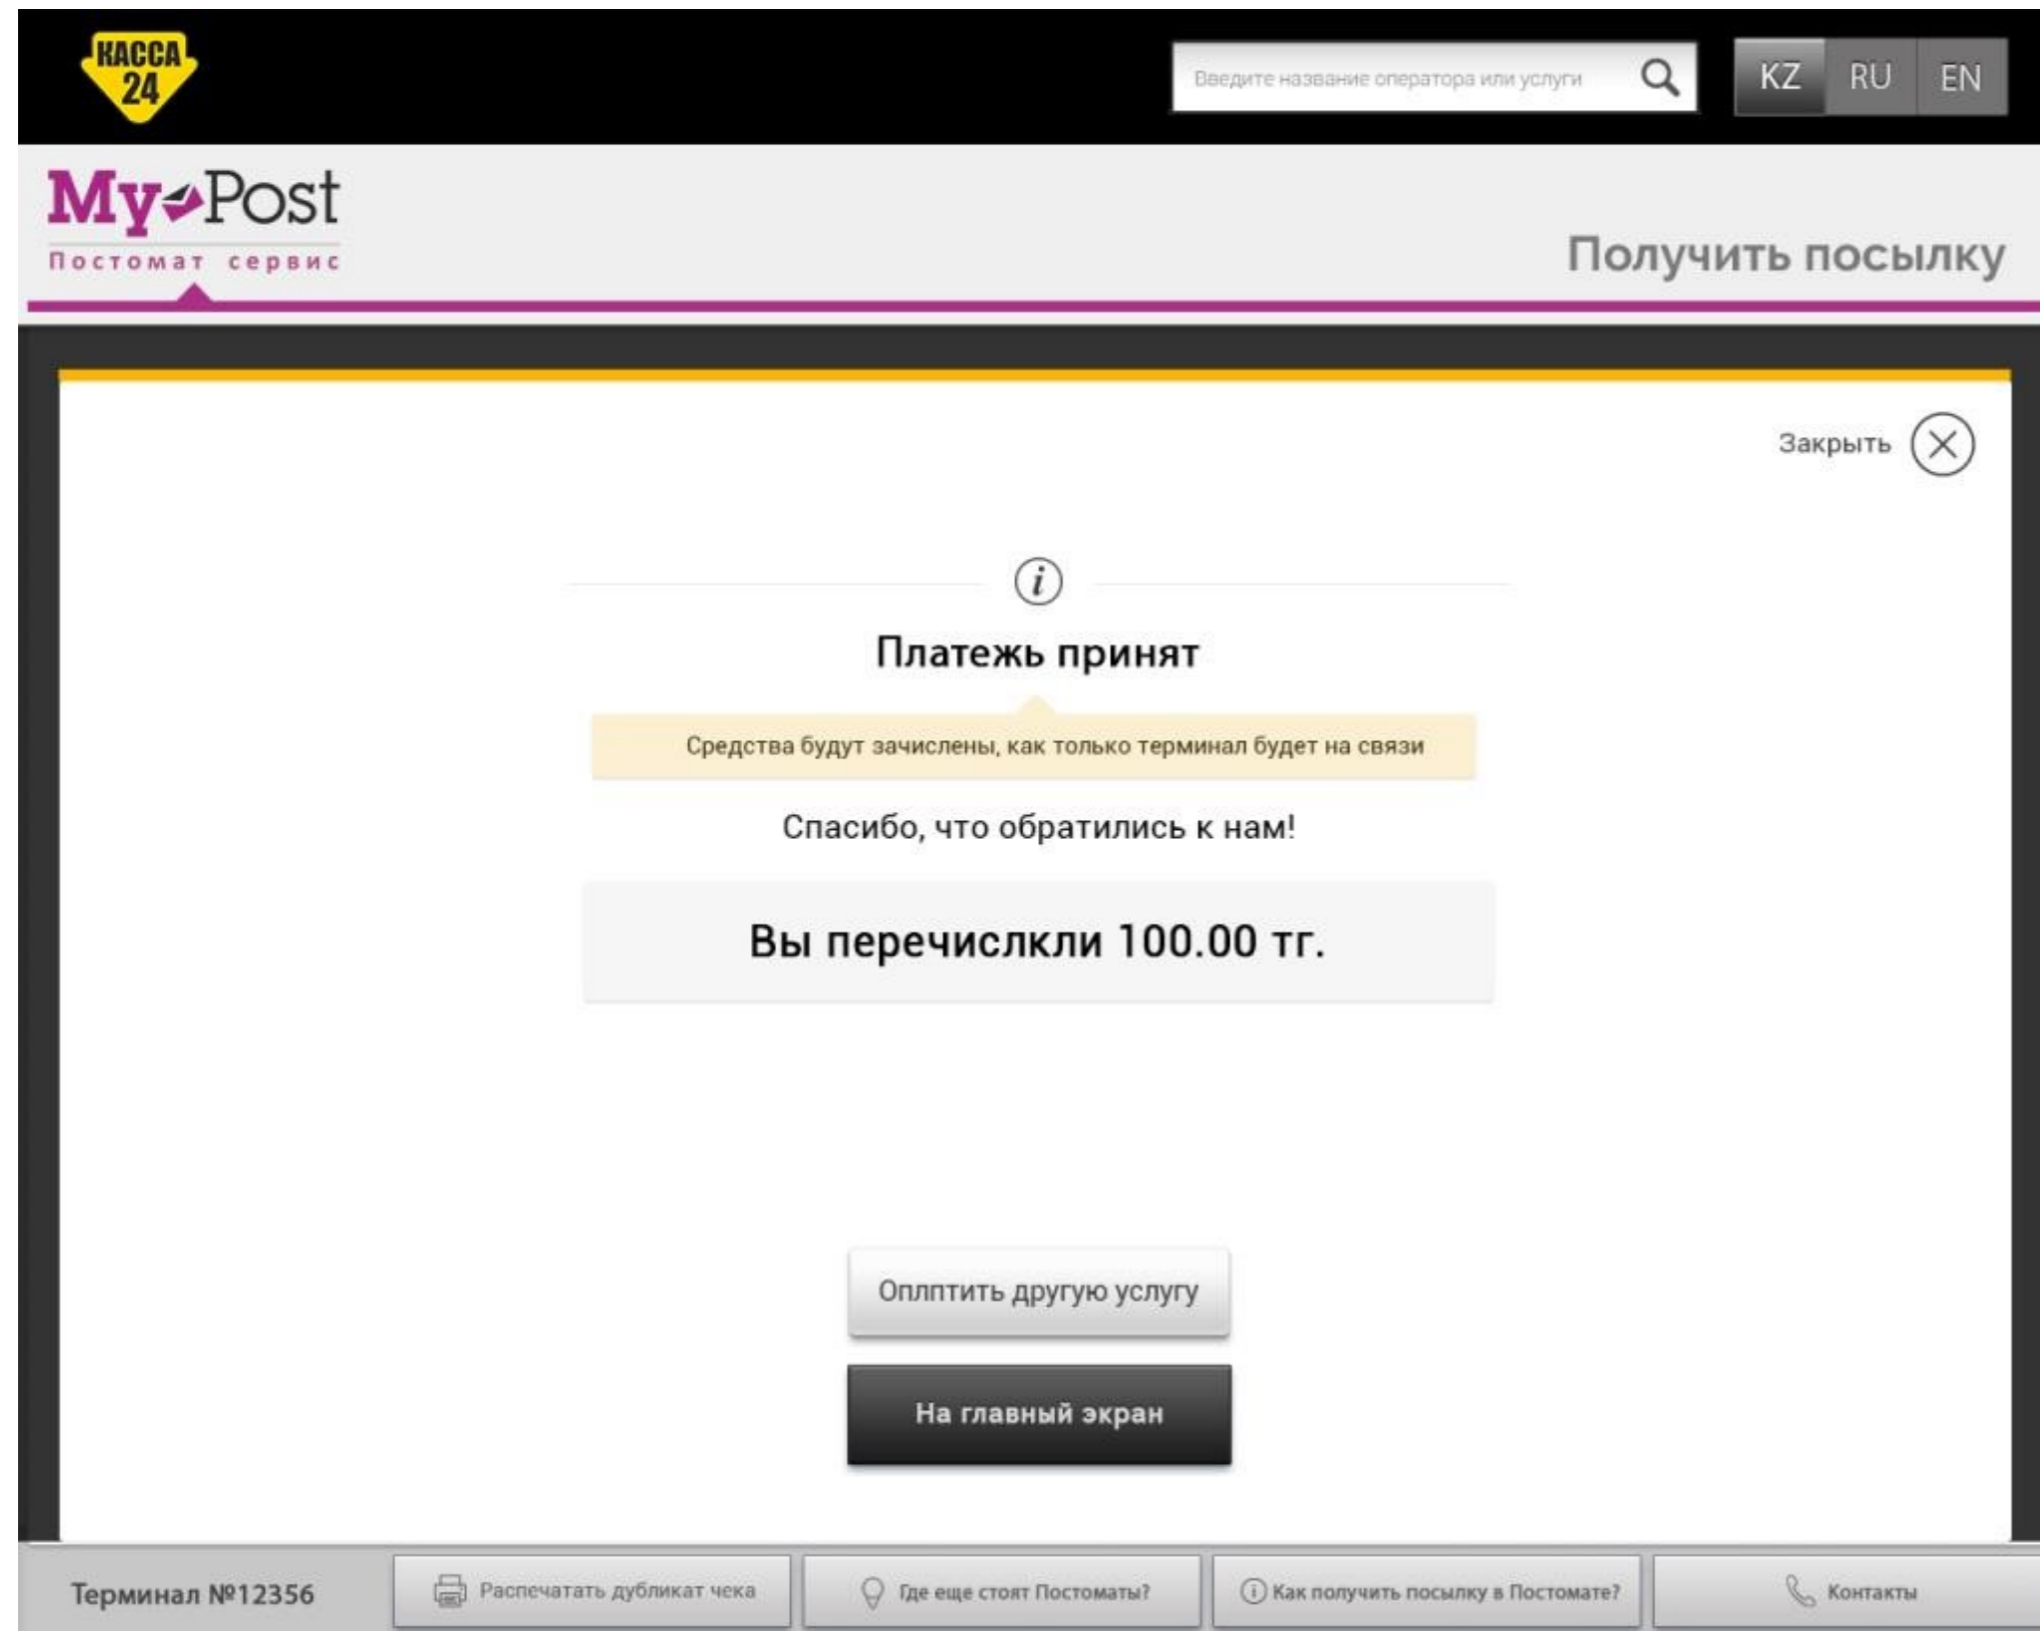 КАССА
24
Введите название оператора или услуги
KZ RU EN
My Post
Постомат сервис
Получить посылку
Закрыть
i
Платежь принят
Средства будут зачислены, как только терминал будет на связи
Спасибо, что обратились к нам!
Вы перечислкли 100.00 тг.
Оплптить другую услугу
На главный экран
Терминал №12356
Распечатать дубликат чека
Где еще стоят Постоматы?
i Как получить посылку в Постомате?
Контакты